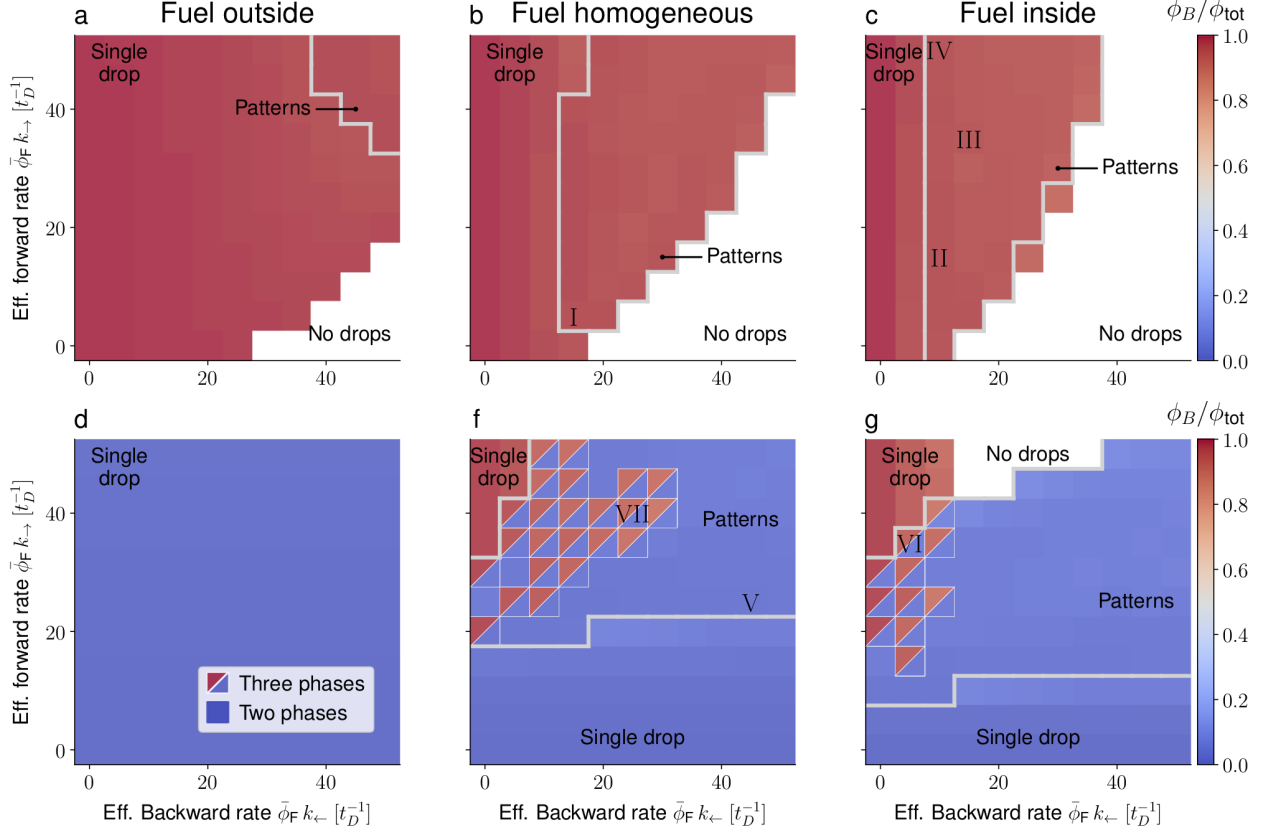 a Fuel outside
b Fuel homogeneous
c Fuel inside
ϕ_B/ϕ_tot
Single
drop
Patterns
No drops
Eff. forward rate ϕ̄_F k_→ [t_D^{-1}]
40
20
0
0 20 40
Single
drop
Patterns
I
No drops
0 20 40
Single
drop
IV
III
II
Patterns
No drops
0 20 40
1.0
0.8
0.6
0.4
0.2
0.0
d
f
g
ϕ_B/ϕ_tot
Single
drop
Three phases
Two phases
Eff. forward rate ϕ̄_F k_→ [t_D^{-1}]
40
20
0
0 20 40
Eff. Backward rate ϕ̄_F k_← [t_D^{-1}]
Single
drop
VII
Patterns
V
Single drop
0 20 40
Eff. Backward rate ϕ̄_F k_← [t_D^{-1}]
Single
drop
No drops
VI
Patterns
Single drop
0 20 40
Eff. Backward rate ϕ̄_F k_← [t_D^{-1}]
1.0
0.8
0.6
0.4
0.2
0.0